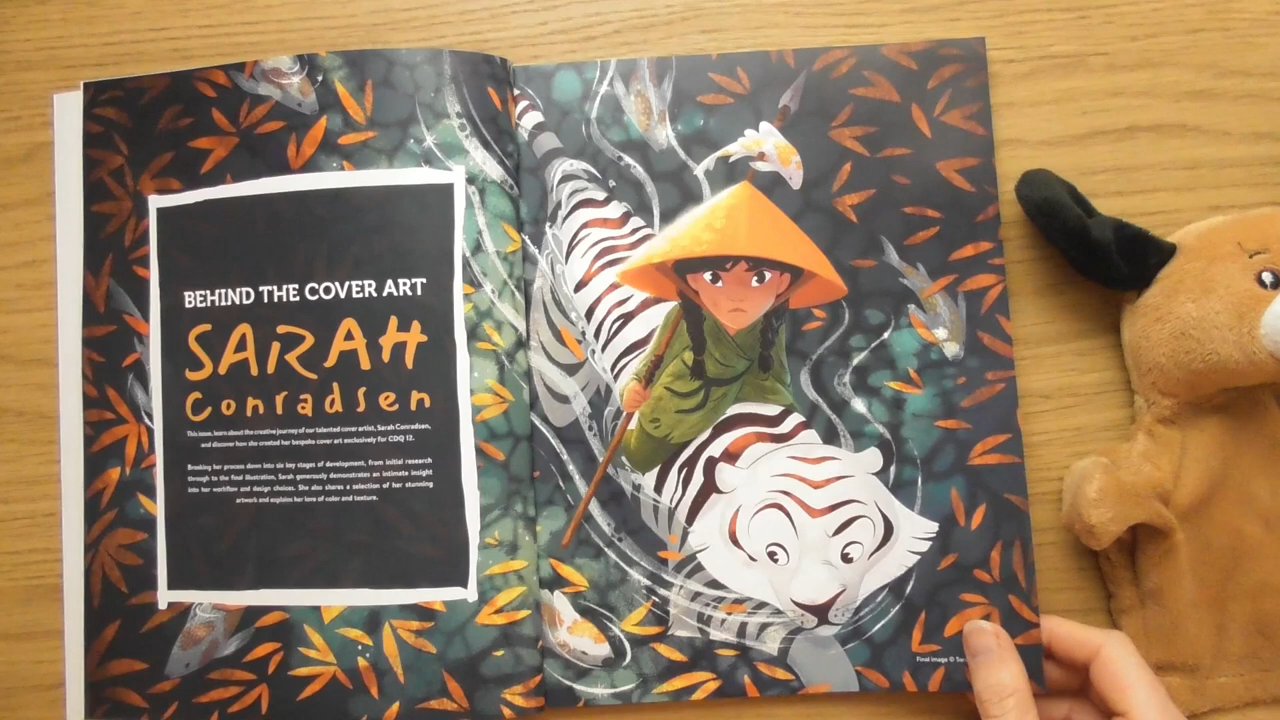 BEHIND THE COVER ART
SARAH
Conradsen
This issue, learn about the creative journey of our talented cover artist, Sarah Conradsen,
and discover how she created her bespoke cover art exclusively for CDQ 12.
Breaking her process down into six key stages of development, from initial research
through to the final illustration, Sarah generously demonstrates an intimate insight
into her workflow and design choices. She also shares a selection of her stunning
artwork and explains her love of color and texture.
Final image ©